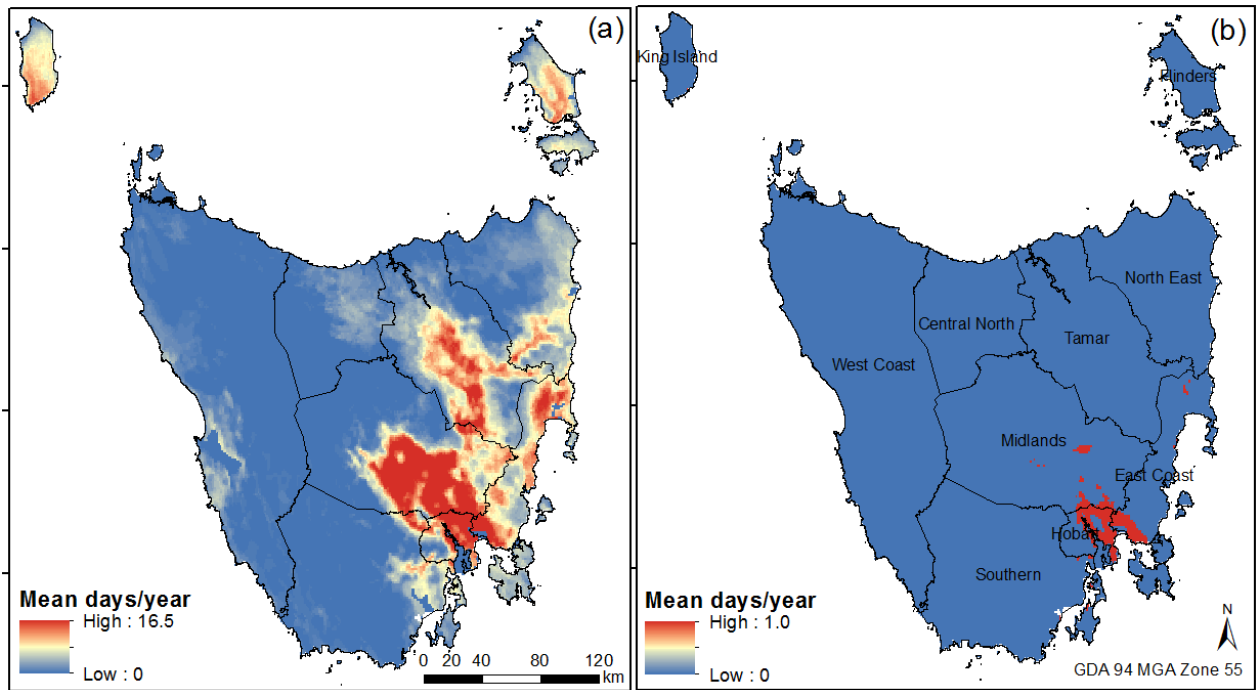 (a)
Mean days/year
High : 16.5
Low : 0
0 20 40 80 120
km
(b)
King Island
Flinders
North East
Central North
Tamar
West Coast
Midlands
East Coast
Hobart
Southern
Mean days/year
High : 1.0
Low : 0
N
GDA 94 MGA Zone 55